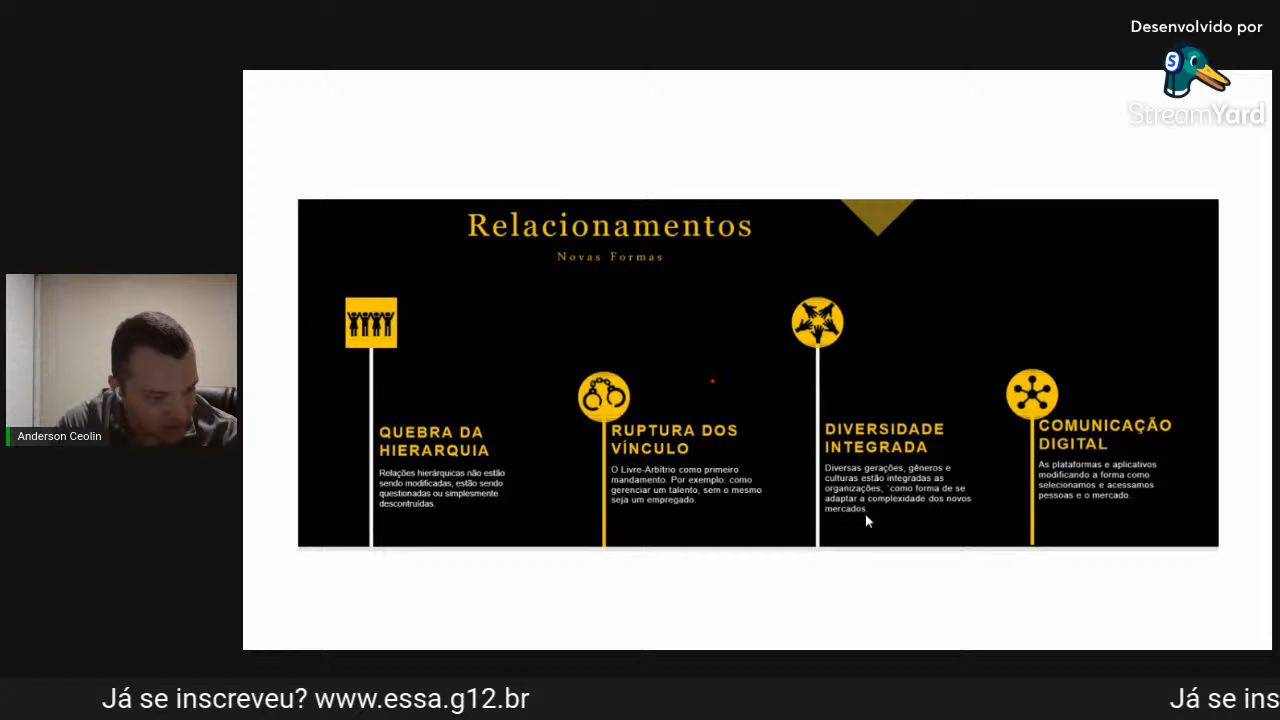 Desenvolvido por
StreamYard
Relacionamentos
Novas Formas
QUEBRA DA
HIERARQUIA
Relações hierárquicas não estão
sendo modificadas, estão sendo
questionadas ou simplesmente
descontruídas.
RUPTURA DOS
VÍNCULO
O Livre-Arbítrio como primeiro
mandamento. Por exemplo: como
gerenciar um talento, sem o mesmo
seja um empregado.
DIVERSIDADE
INTEGRADA
Diversas gerações, gêneros e
culturas estão integradas as
organizações, ´como forma de se
adaptar a complexidade dos novos
mercados.
COMUNICAÇÃO
DIGITAL
As plataformas e aplicativos
modificando a forma como
selecionamos e acessamos
pessoas e o mercado.
Anderson Ceolin
Já se inscreveu? www.essa.g12.br
Já se ins